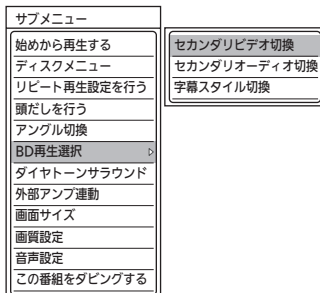 サブメニュー
始めから再生する
ディスクメニュー
リピート再生設定を行う
頭だしを行う
アングル切換
BD再生選択
ダイヤトーンサラウンド
外部アンプ連動
画面サイズ
画質設定
音声設定
この番組をダビングする
セカンダリビデオ切換
セカンダリオーディオ切換
字幕スタイル切換